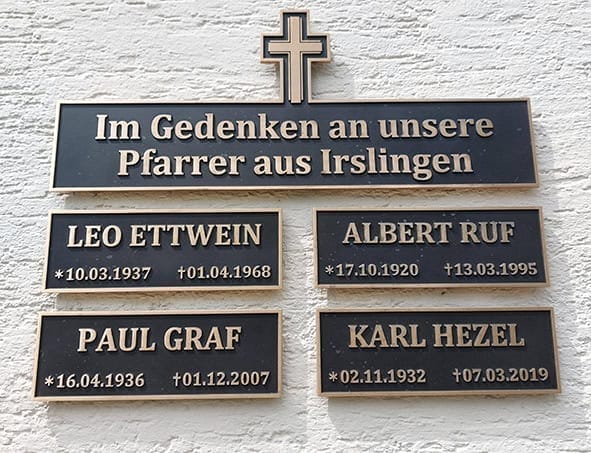 Im Gedenken an unsere
Pfarrer aus Irslingen
LEO ETTWEIN
*10.03.1937 †01.04.1968
ALBERT RUF
*17.10.1920 †13.03.1995
PAUL GRAF
*16.04.1936 †01.12.2007
KARL HEZEL
*02.11.1932 †07.03.2019